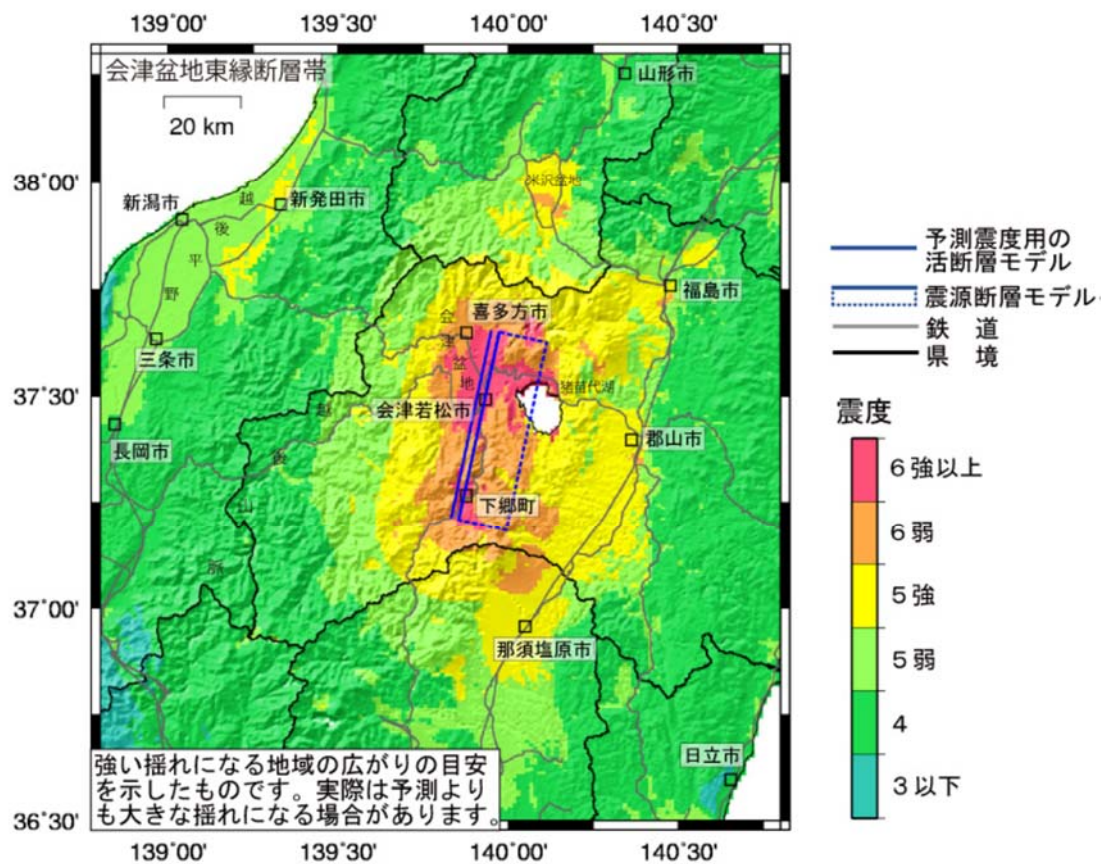 139°00' 139°30' 140°00' 140°30'
会津盆地東縁断層帯
20 km
山形市
38°00'
米沢盆地
新潟市
新発田市
越
後
平
野
福島市
喜多方市
会
津
盆
地
三条市
37°30'
猪苗代湖
会津若松市
長岡市
郡山市
越
後
山
脈
下郷町
37°00'
那須塩原市
日立市
36°30'
強い揺れになる地域の広がりの目安
を示したものです。実際は予測より
も大きな揺れになる場合があります。
139°00' 139°30' 140°00' 140°30'
予測震度用の
活断層モデル
震源断層モデル
鉄 道
県 境
震度
6強以上
6弱
5強
5弱
4
3以下